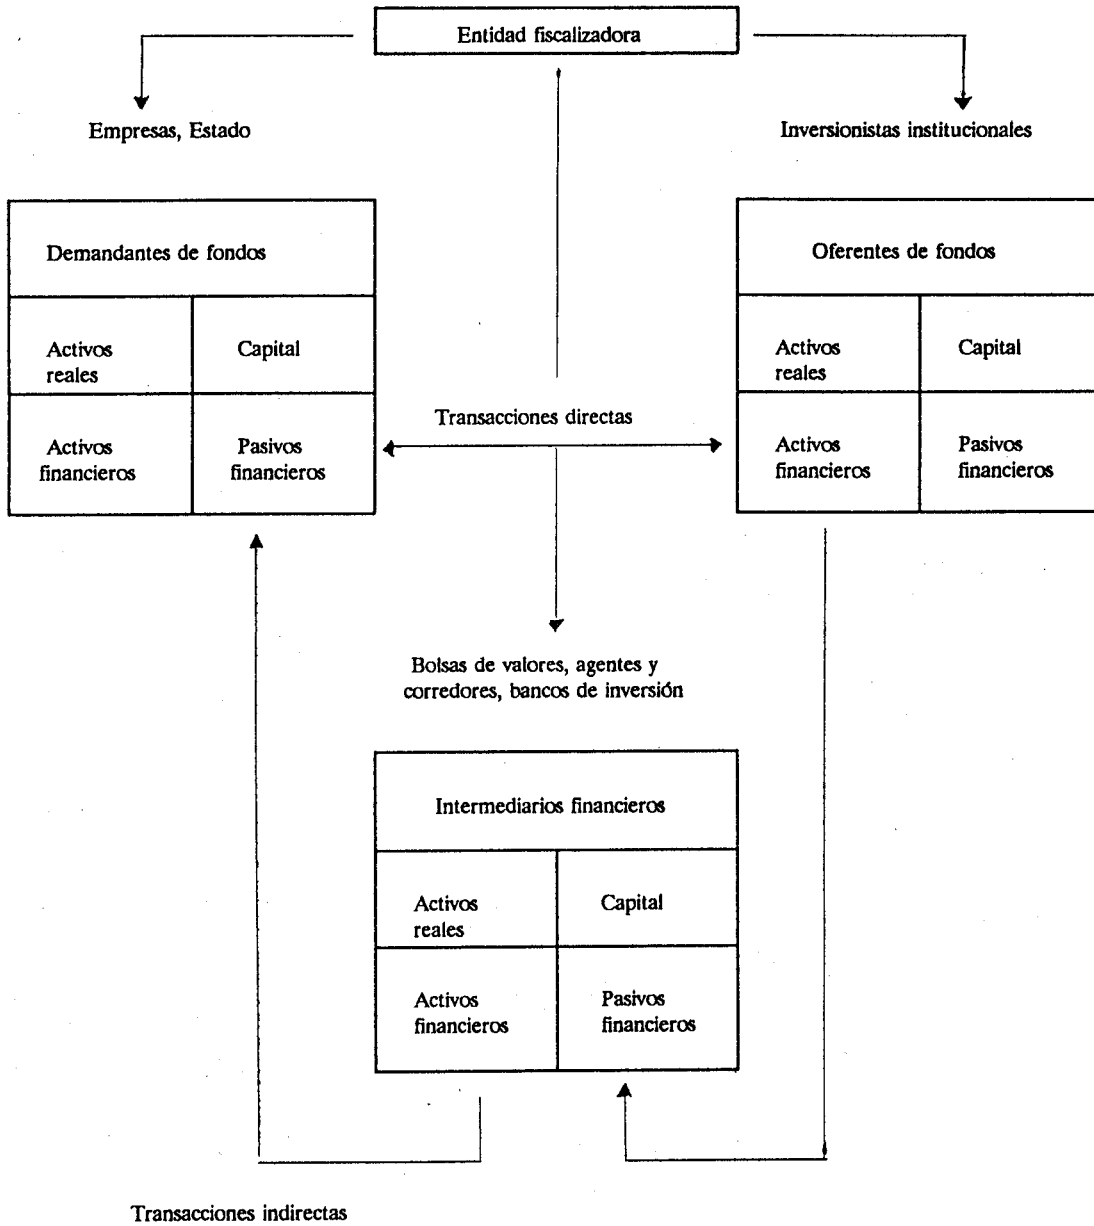 Entidad fiscalizadora
Empresas, Estado
Inversionistas institucionales
Demandantes de fondos
Activos
reales
Capital
Activos
financieros
Pasivos
financieros
Oferentes de fondos
Activos
reales
Capital
Activos
financieros
Pasivos
financieros
Transacciones directas
Bolsas de valores, agentes y
corredores, bancos de inversión
Intermediarios financieros
Activos
reales
Capital
Activos
financieros
Pasivos
financieros
Transacciones indirectas